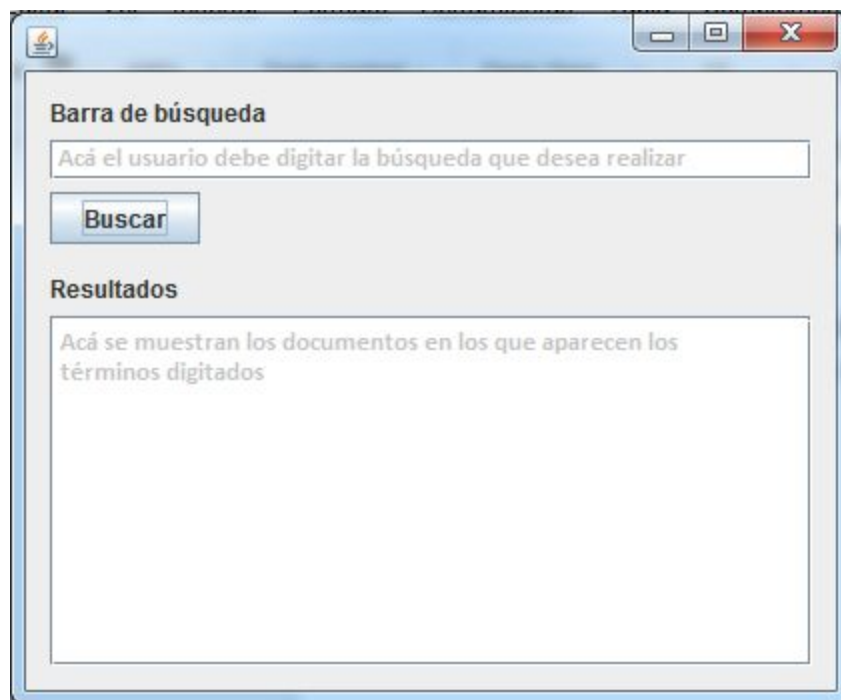 Barra de búsqueda
Acá el usuario debe digitar la búsqueda que desea realizar
Buscar
Resultados
Acá se muestran los documentos en los que aparecen los
términos digitados